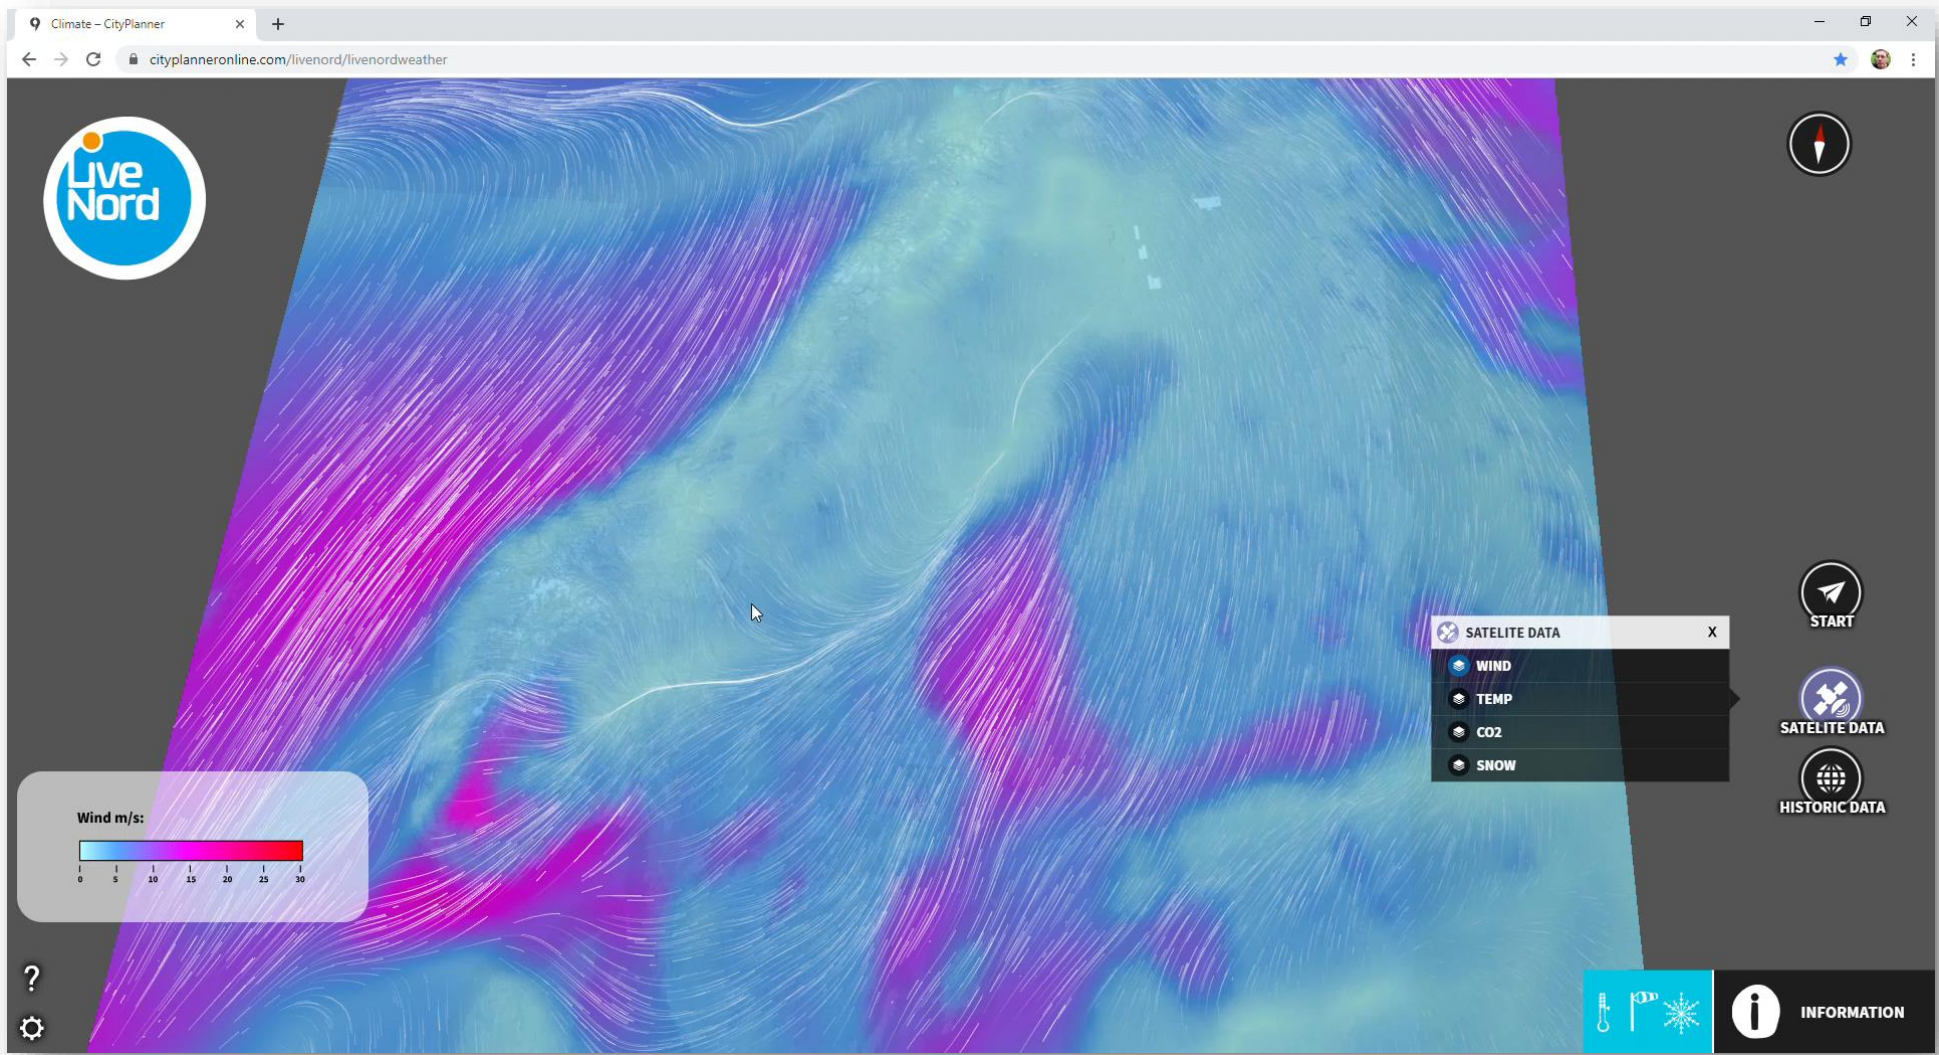 Climate – CityPlanner
cityplanneronline.com/livenord/livenordweather
Live
Nord
START
SATELITE DATA X
WIND
TEMP
CO2
SNOW
SATELITE DATA
HISTORIC DATA
Wind m/s:
0 5 10 15 20 25 30
?
i INFORMATION